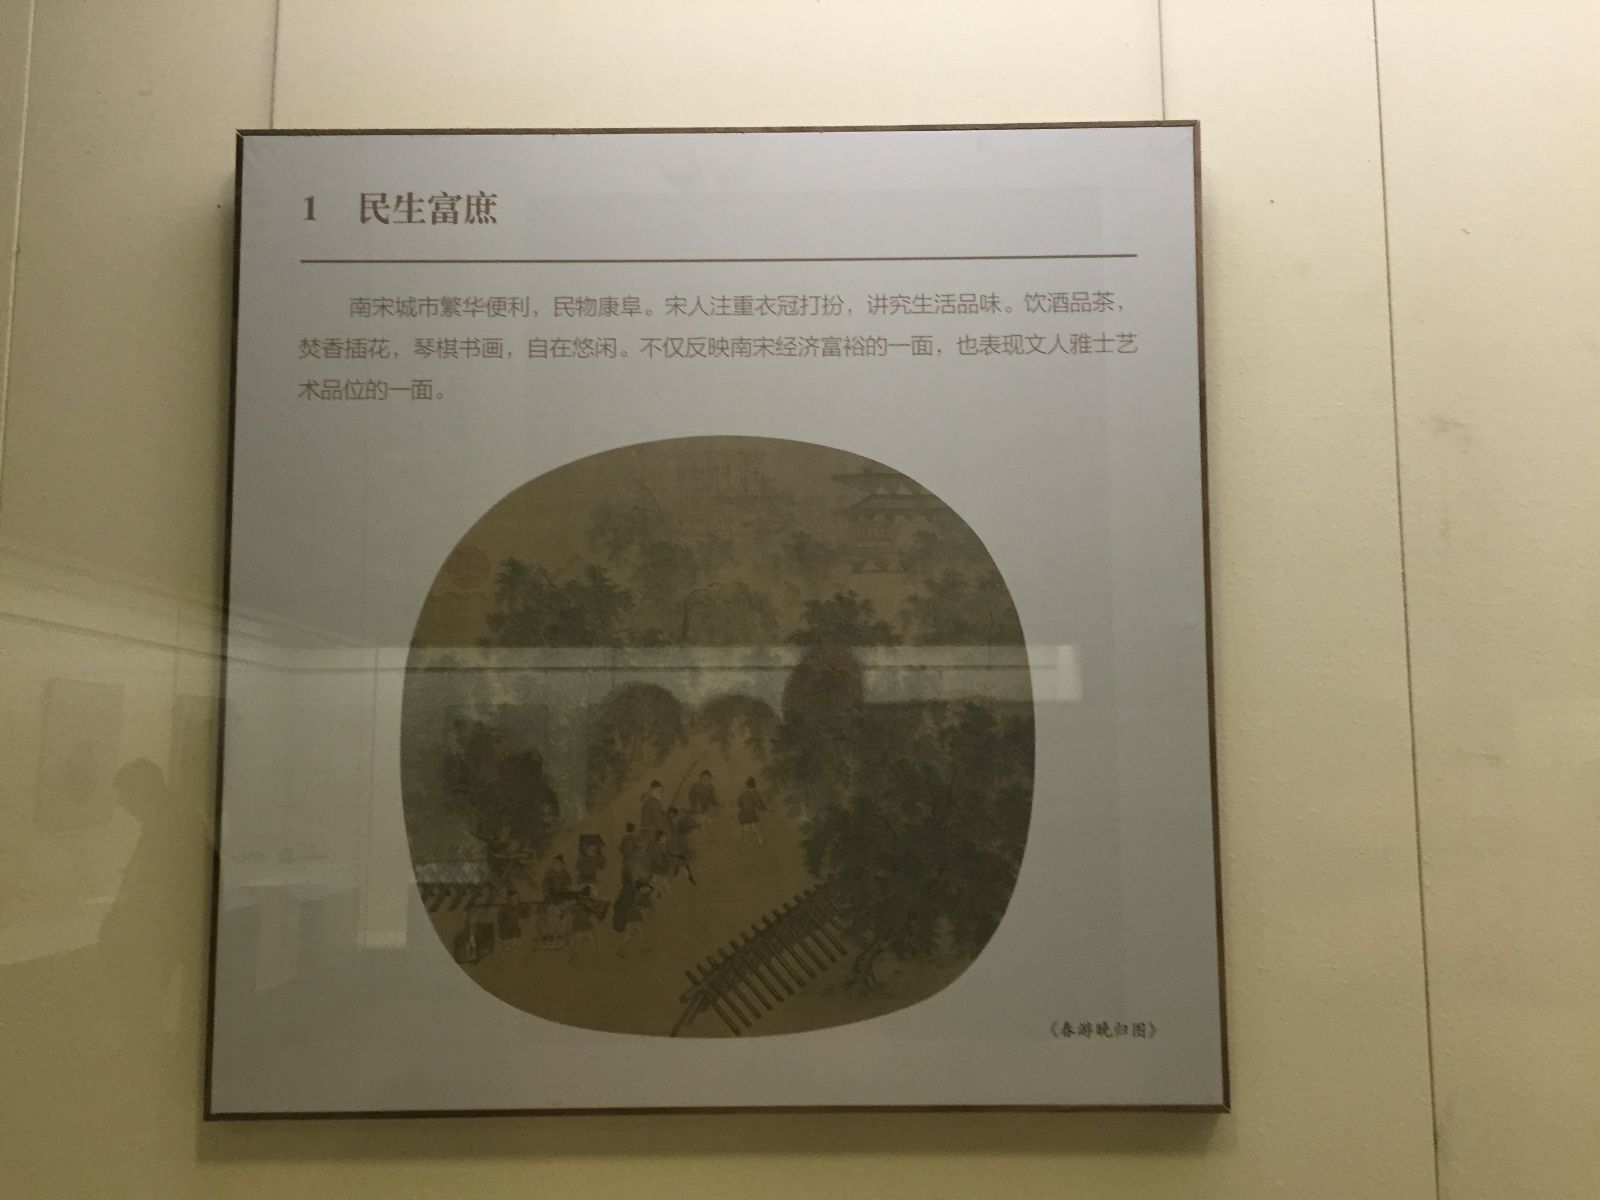 1 民生富庶
南宋城市繁华便利，民物康阜。宋人注重衣冠打扮，讲究生活品味。饮酒品茶，
焚香插花，琴棋书画，自在悠闲。不仅反映南宋经济富裕的一面，也表现文人雅士艺
术品位的一面。
《春游晚归图》